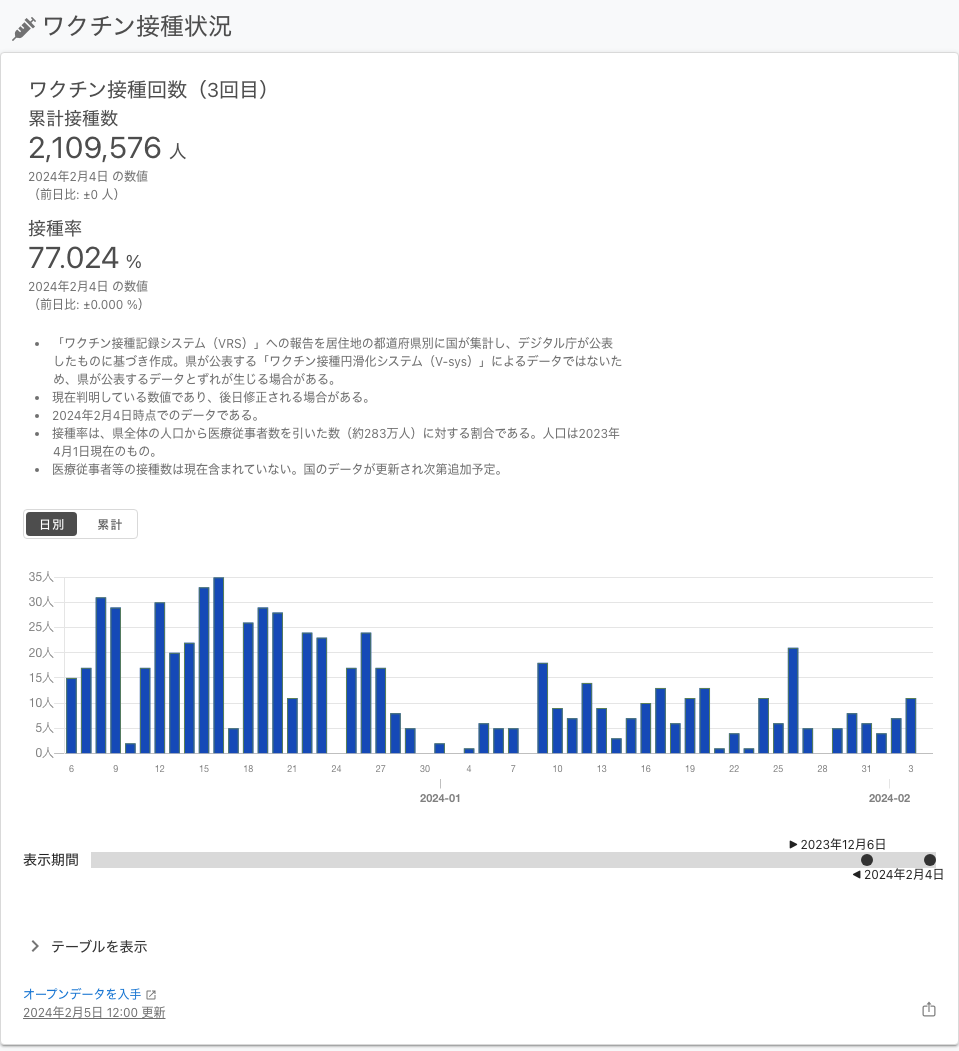 ワクチン接種状況
ワクチン接種回数（3回目）
累計接種数
2,109,576 人
2024年2月4日 の数値
（前日比: ±0 人）
接種率
77.024 %
2024年2月4日 の数値
（前日比: ±0.000 %）
• 「ワクチン接種記録システム（VRS）」への報告を居住地の都道府県別に国が集計し、デジタル庁が公表
したものに基づき作成。県が公表する「ワクチン接種円滑化システム（V-sys）」によるデータではないた
め、県が公表するデータとずれが生じる場合がある。
• 現在判明している数値であり、後日修正される場合がある。
• 2024年2月4日時点でのデータである。
• 接種率は、県全体の人口から医療従事者数を引いた数（約283万人）に対する割合である。人口は2023年
4月1日現在のもの。
• 医療従事者等の接種数は現在含まれていない。国のデータが更新され次第追加予定。
日別 累計
35人
30人
25人
20人
15人
10人
5人
0人
6 9 12 15 18 21 24 27 30 4 7 10 13 16 19 22 25 28 31 3
2024-01 2024-02
2023年12月6日
表示期間
2024年2月4日
テーブルを表示
オープンデータを入手
2024年2月5日 12:00 更新